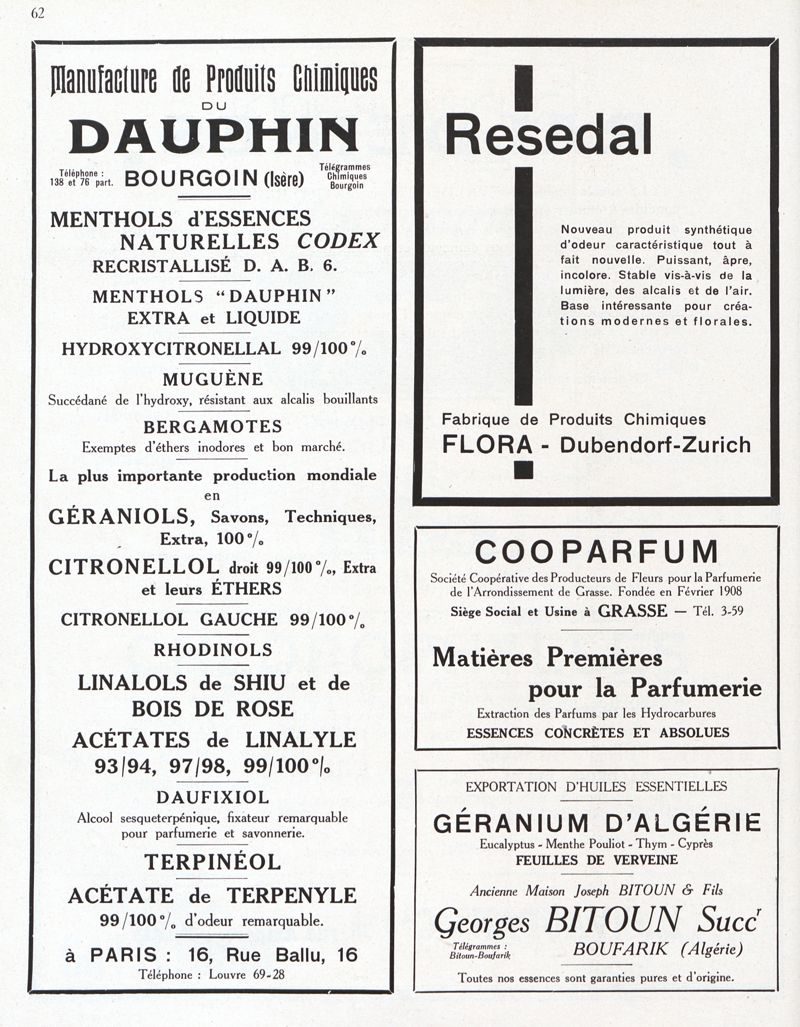 62
Manufacture de Produits Chimiques
DU
DAUPHIN
Téléphone :
138 et 76 part.
BOURGOIN (Isère)
Télégrammes
Chimiques
Bourgoin
MENTHOLS d'ESSENCES
NATURELLES CODEX
RECRISTALLISÉ D. A. B. 6.
MENTHOLS “DAUPHIN”
EXTRA et LIQUIDE
HYDROXYCITRONELLAL 99/100%
MUGUÈNE
Succédané de l'hydroxy, résistant aux alcalis bouillants
BERGAMOTES
Exemptes d'éthers inodores et bon marché.
La plus importante production mondiale
en
GÉRANIOLS, Savons, Techniques,
Extra, 100%
CITRONELLOL droit 99/100%, Extra
et leurs ÉTHERS
CITRONELLOL GAUCHE 99/100%
RHODINOLS
LINALOLS de SHIU et de
BOIS DE ROSE
ACÉTATES de LINALYLE
93/94, 97/98, 99/100%
DAUFIXIOL
Alcool sesqueterpénique, fixateur remarquable
pour parfumerie et savonnerie.
TERPINÉOL
ACÉTATE de TERPENYLE
99/100% d'odeur remarquable.
à PARIS : 16, Rue Ballu, 16
Téléphone : Louvre 69-28
Resedal
Nouveau produit synthétique
d'odeur caractéristique tout à
fait nouvelle. Puissant, âpre,
incolore. Stable vis-à-vis de la
lumière, des alcalis et de l'air.
Base intéressante pour créa-
tions modernes et florales.
Fabrique de Produits Chimiques
FLORA - Dubendorf-Zurich
COOPARFUM
Société Coopérative des Producteurs de Fleurs pour la Parfumerie
de l'Arrondissement de Grasse. Fondée en Février 1908
Siège Social et Usine à GRASSE — Tél. 3-59
Matières Premières
pour la Parfumerie
Extraction des Parfums par les Hydrocarbures
ESSENCES CONCRÈTES ET ABSOLUES
EXPORTATION D'HUILES ESSENTIELLES
GÉRANIUM D'ALGÉRIE
Eucalyptus - Menthe Pouliot - Thym - Cyprès
FEUILLES DE VERVEINE
Ancienne Maison Joseph BITOUN & Fils
Georges BITOUN Succr
Télégrammes :
Bitoun-Boufarik
BOUFARIK (Algérie)
Toutes nos essences sont garanties pures et d'origine.